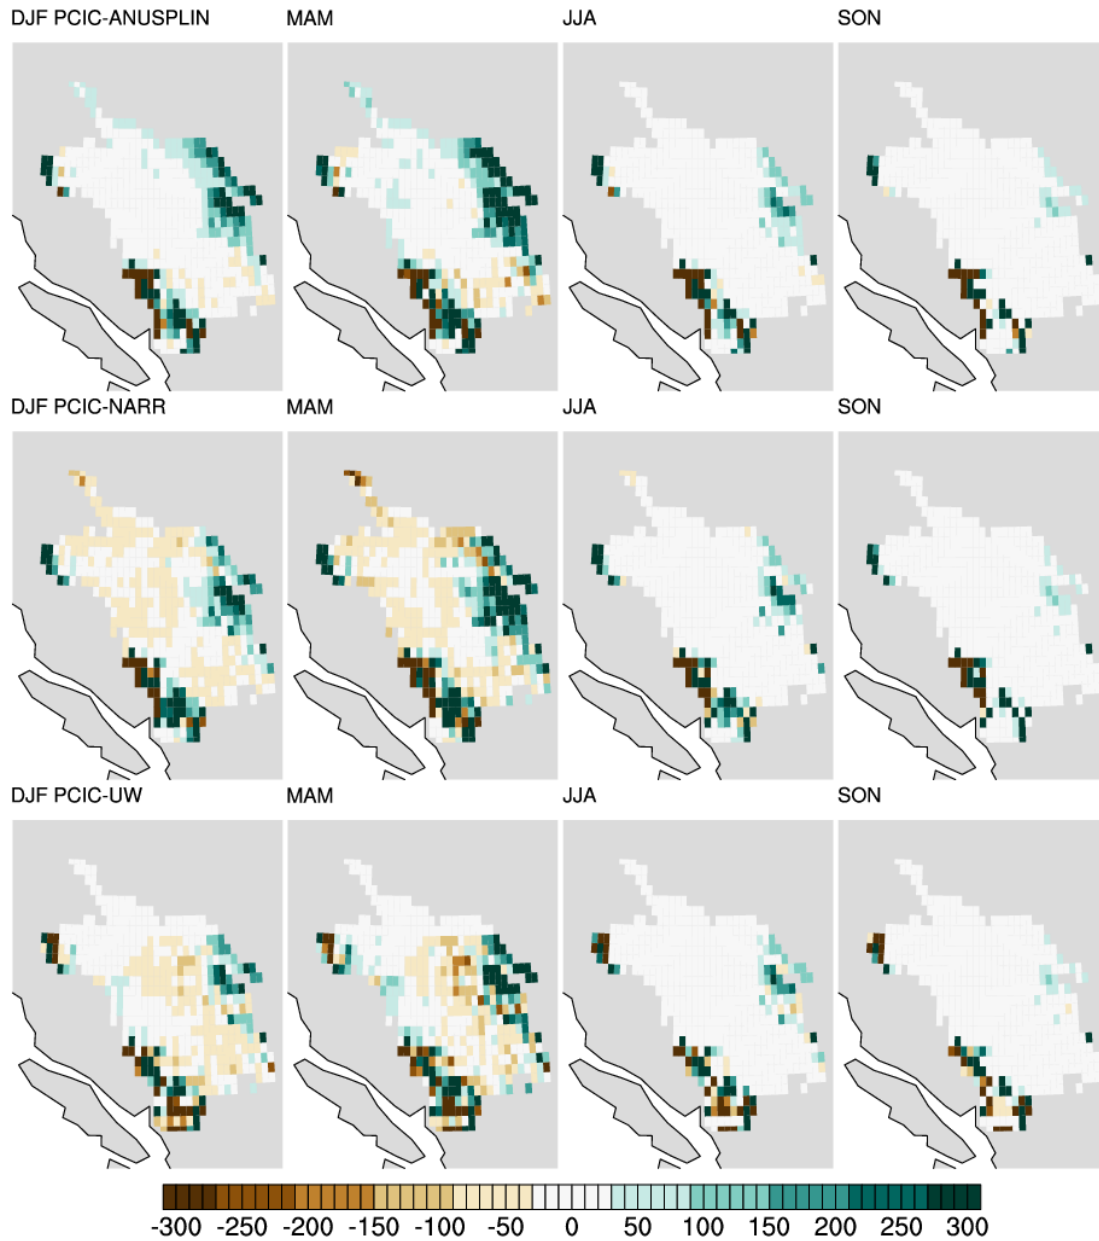 DJF PCIC-ANUSPLIN MAM JJA SON
DJF PCIC-NARR MAM JJA SON
DJF PCIC-UW MAM JJA SON
-300 -250 -200 -150 -100 -50 0 50 100 150 200 250 300